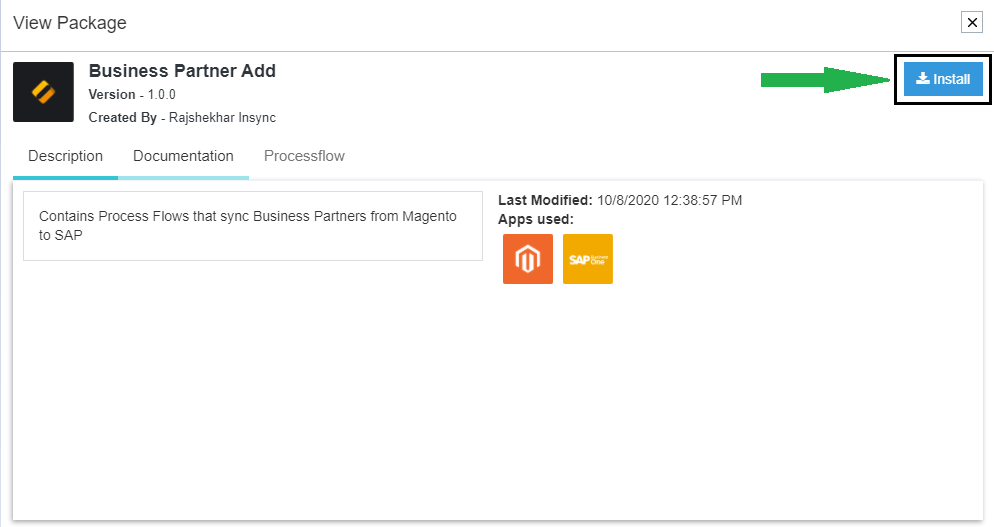 View Package
Business Partner Add
Version - 1.0.0
Created By - Rajshekhar Insync
Install
Description Documentation Processflow
Contains Process Flows that sync Business Partners from Magento
to SAP
Last Modified: 10/8/2020 12:38:57 PM
Apps used:
SAP Business One